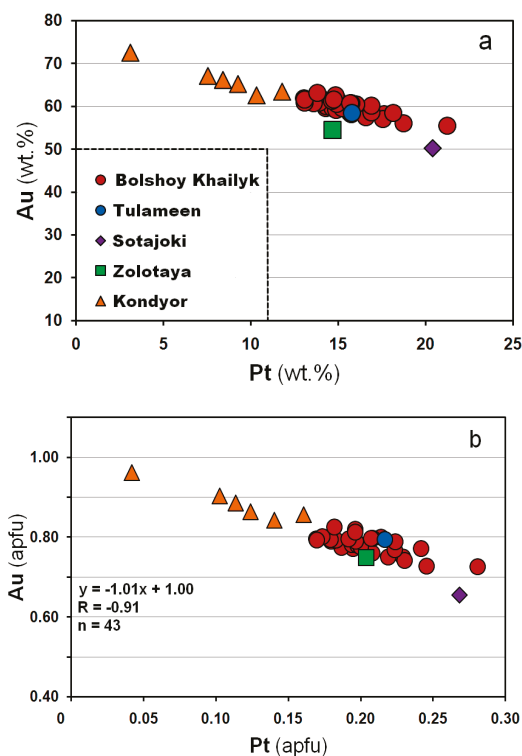 a
80
70
60
50
40
30
20
10
Au (wt.%)
Bolshoy Khailyk
Tulameen
Sotajoki
Zolotaya
Kondyor
0 5 10 15 20 25
Pt (wt.%)
b
1.00
0.80
0.60
0.40
Au (apfu)
y = -1.01x + 1.00
R = -0.91
n = 43
0 0.05 0.10 0.15 0.20 0.25 0.30
Pt (apfu)